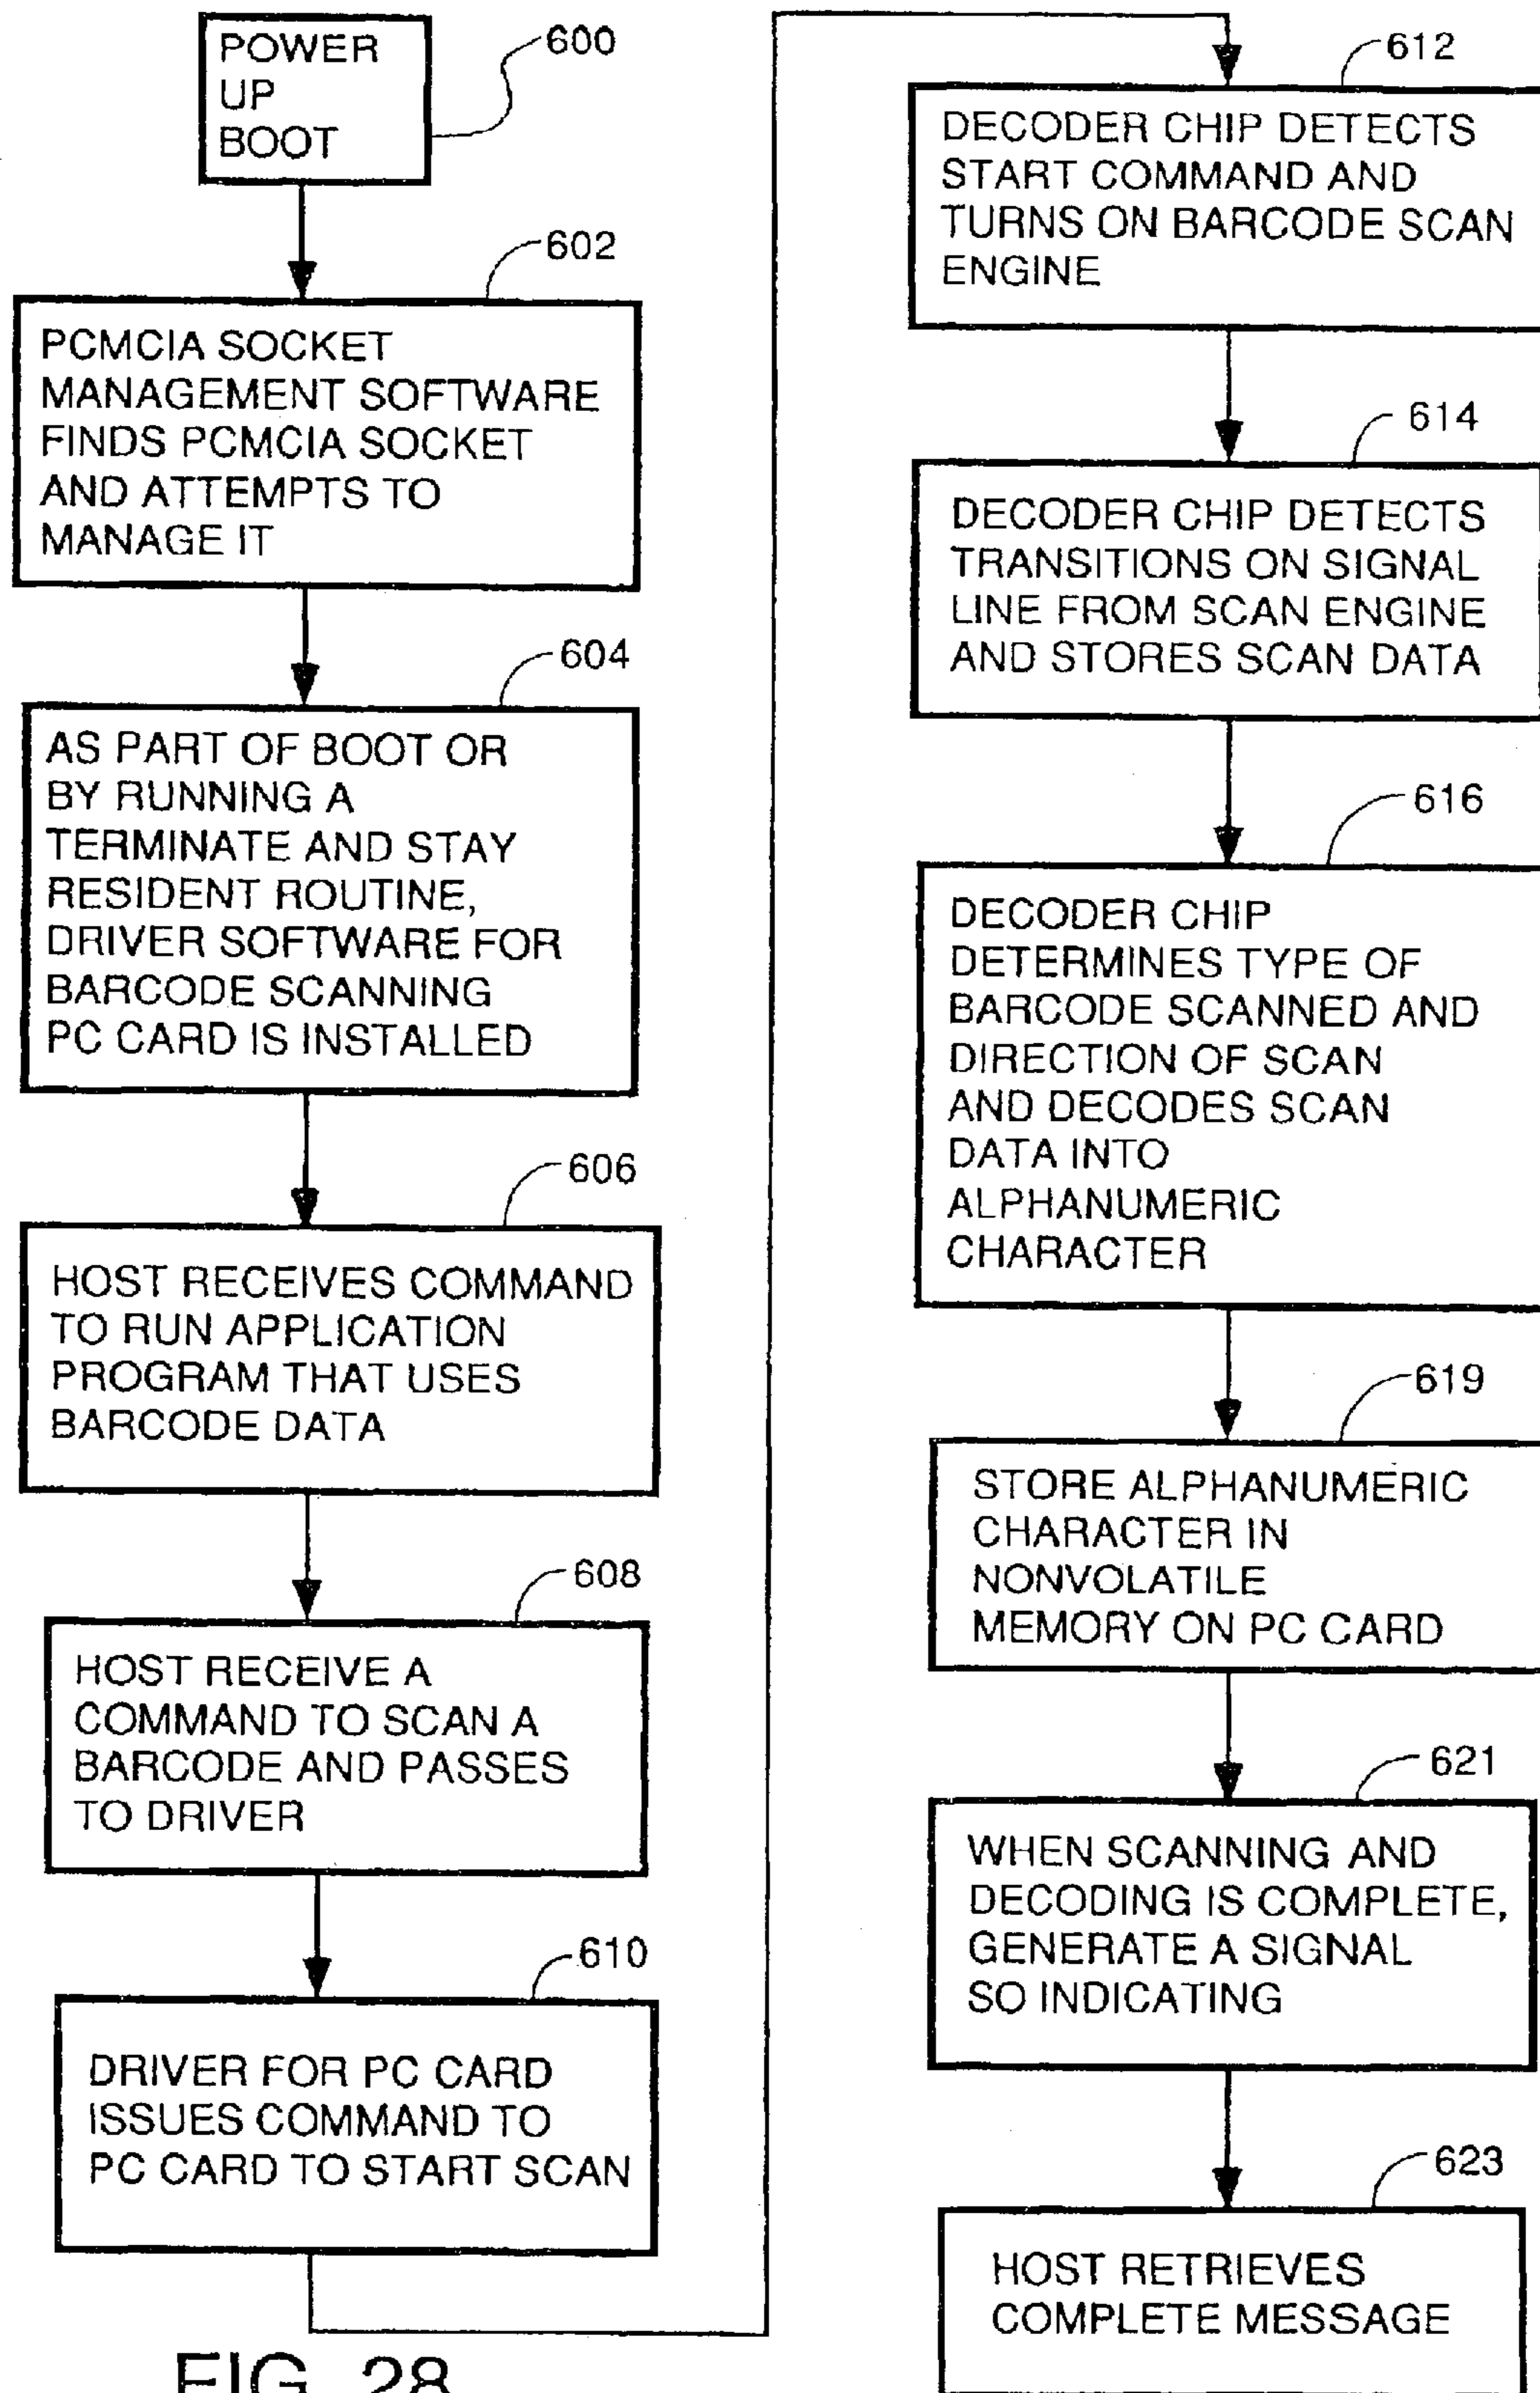 POWER
UP
BOOT
600
602
PCMCIA SOCKET
MANAGEMENT SOFTWARE
FINDS PCMCIA SOCKET
AND ATTEMPTS TO
MANAGE IT
604
AS PART OF BOOT OR
BY RUNNING A
TERMINATE AND STAY
RESIDENT ROUTINE,
DRIVER SOFTWARE FOR
BARCODE SCANNING
PC CARD IS INSTALLED
606
HOST RECEIVES COMMAND
TO RUN APPLICATION
PROGRAM THAT USES
BARCODE DATA
608
HOST RECEIVE A
COMMAND TO SCAN A
BARCODE AND PASSES
TO DRIVER
610
DRIVER FOR PC CARD
ISSUES COMMAND TO
PC CARD TO START SCAN
612
DECODER CHIP DETECTS
START COMMAND AND
TURNS ON BARCODE SCAN
ENGINE
614
DECODER CHIP DETECTS
TRANSITIONS ON SIGNAL
LINE FROM SCAN ENGINE
AND STORES SCAN DATA
616
DECODER CHIP
DETERMINES TYPE OF
BARCODE SCANNED AND
DIRECTION OF SCAN
AND DECODES SCAN
DATA INTO
ALPHANUMERIC
CHARACTER
619
STORE ALPHANUMERIC
CHARACTER IN
NONVOLATILE
MEMORY ON PC CARD
621
WHEN SCANNING AND
DECODING IS COMPLETE,
GENERATE A SIGNAL
SO INDICATING
623
HOST RETRIEVES
COMPLETE MESSAGE
FIG. 28